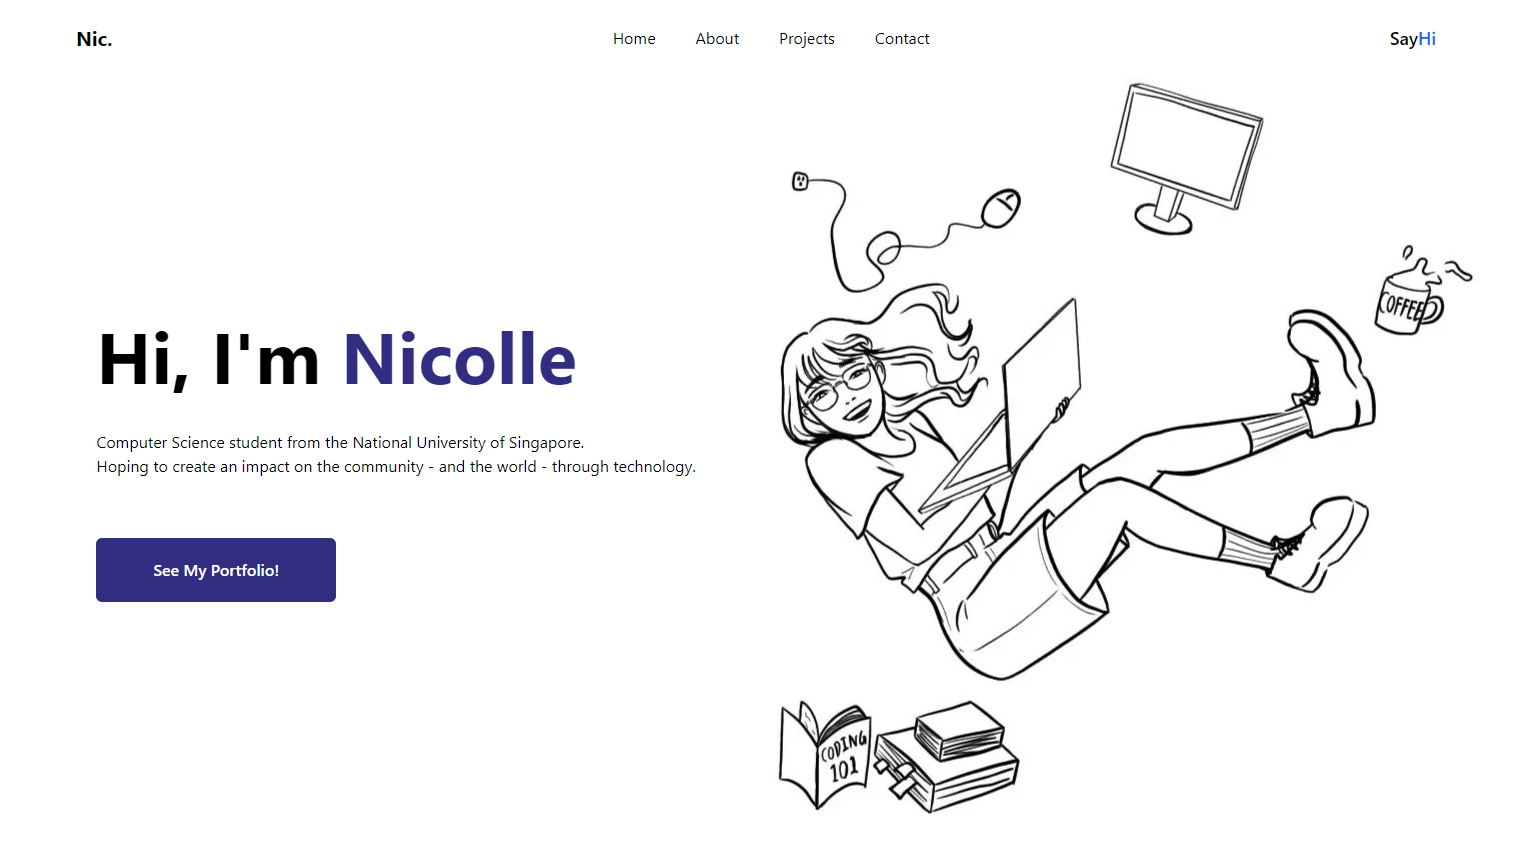 Nic.
Home
About
Projects
Contact
SayHi
Hi, I'm Nicolle
Computer Science student from the National University of Singapore.
Hoping to create an impact on the community - and the world - through technology.
See My Portfolio!
COFFEE
CODING
101